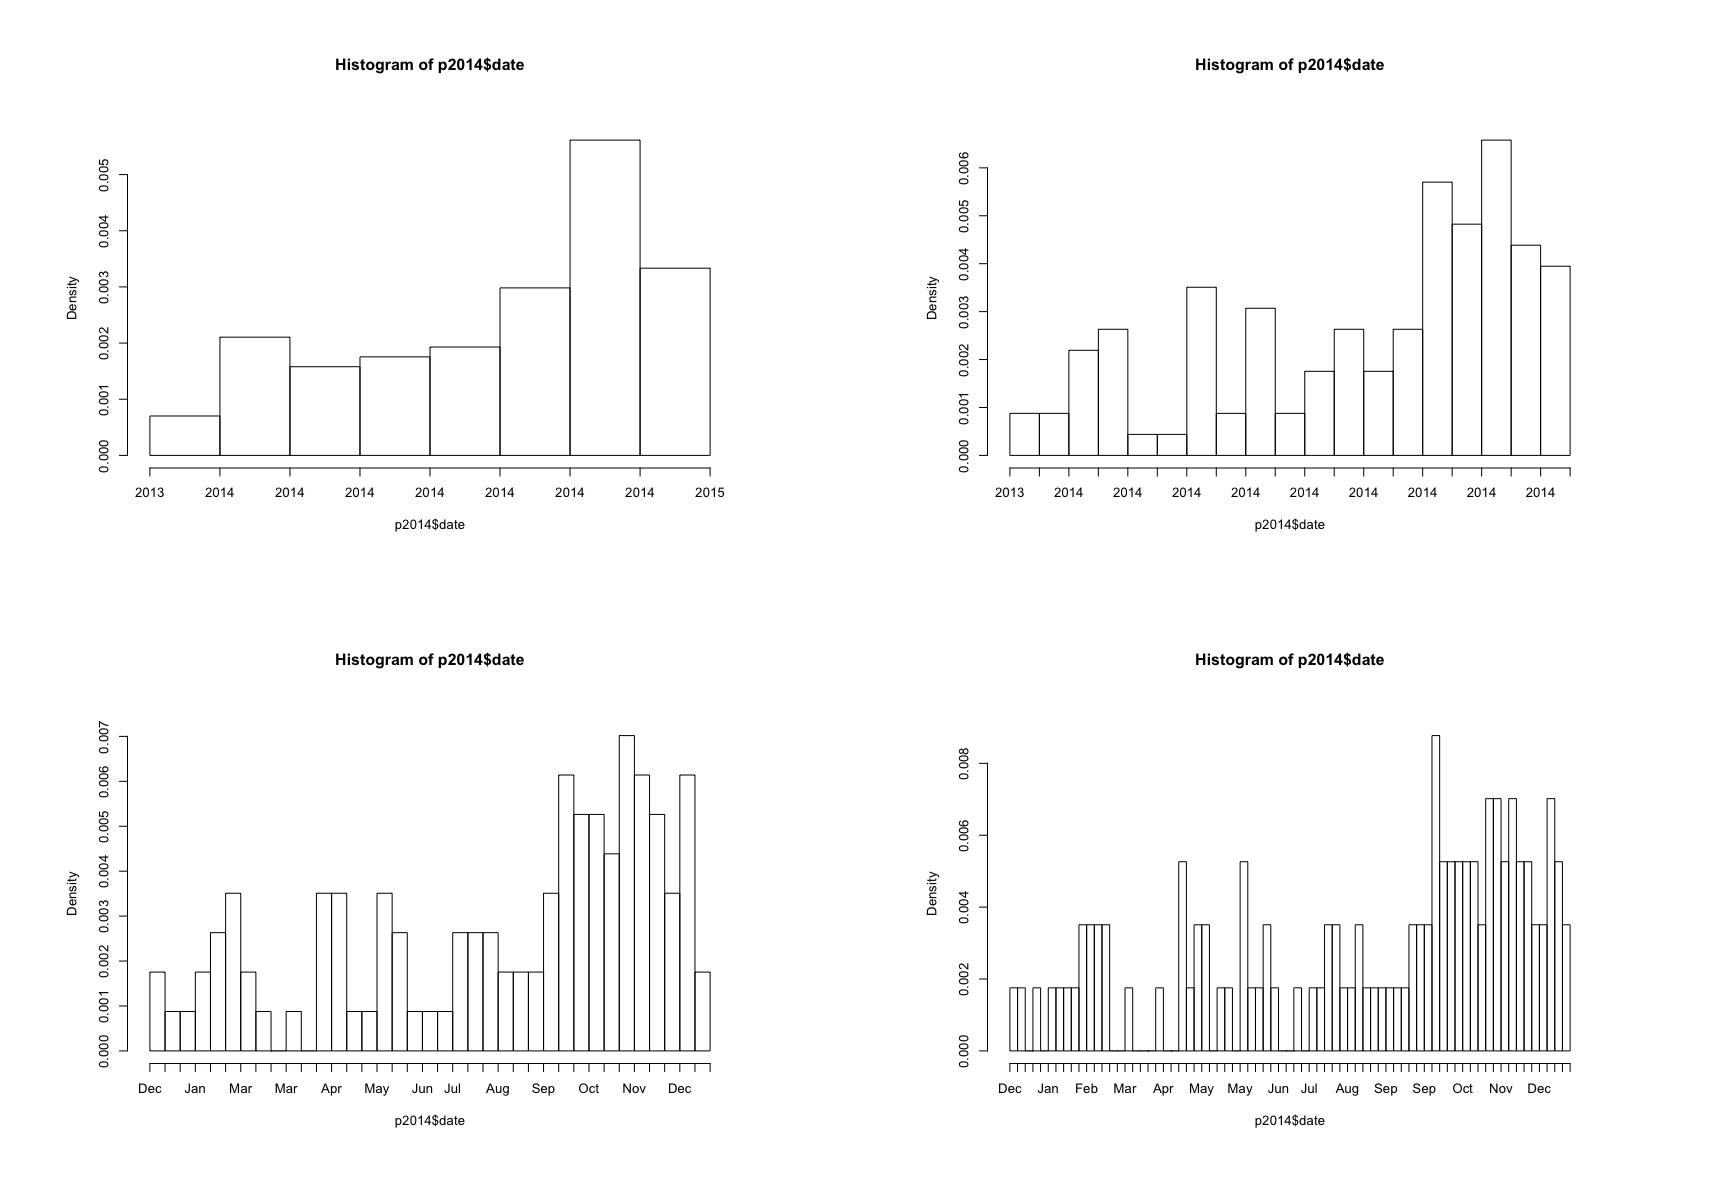 Histogram of p2014$date
Density
0.005
0.004
0.003
0.002
0.001
0.000
2013 2014 2014 2014 2014 2014 2014 2014 2015
p2014$date
Histogram of p2014$date
Density
0.006
0.005
0.004
0.003
0.002
0.001
0.000
2013 2014 2014 2014 2014 2014 2014 2014 2014 2014
p2014$date
Histogram of p2014$date
Density
0.007
0.006
0.005
0.004
0.003
0.002
0.001
0.000
Dec Jan Mar Mar Apr May Jun Jul Aug Sep Oct Nov Dec
p2014$date
Histogram of p2014$date
Density
0.008
0.006
0.004
0.002
0.000
Dec Jan Feb Mar Apr May May Jun Jul Aug Sep Sep Oct Nov Dec
p2014$date